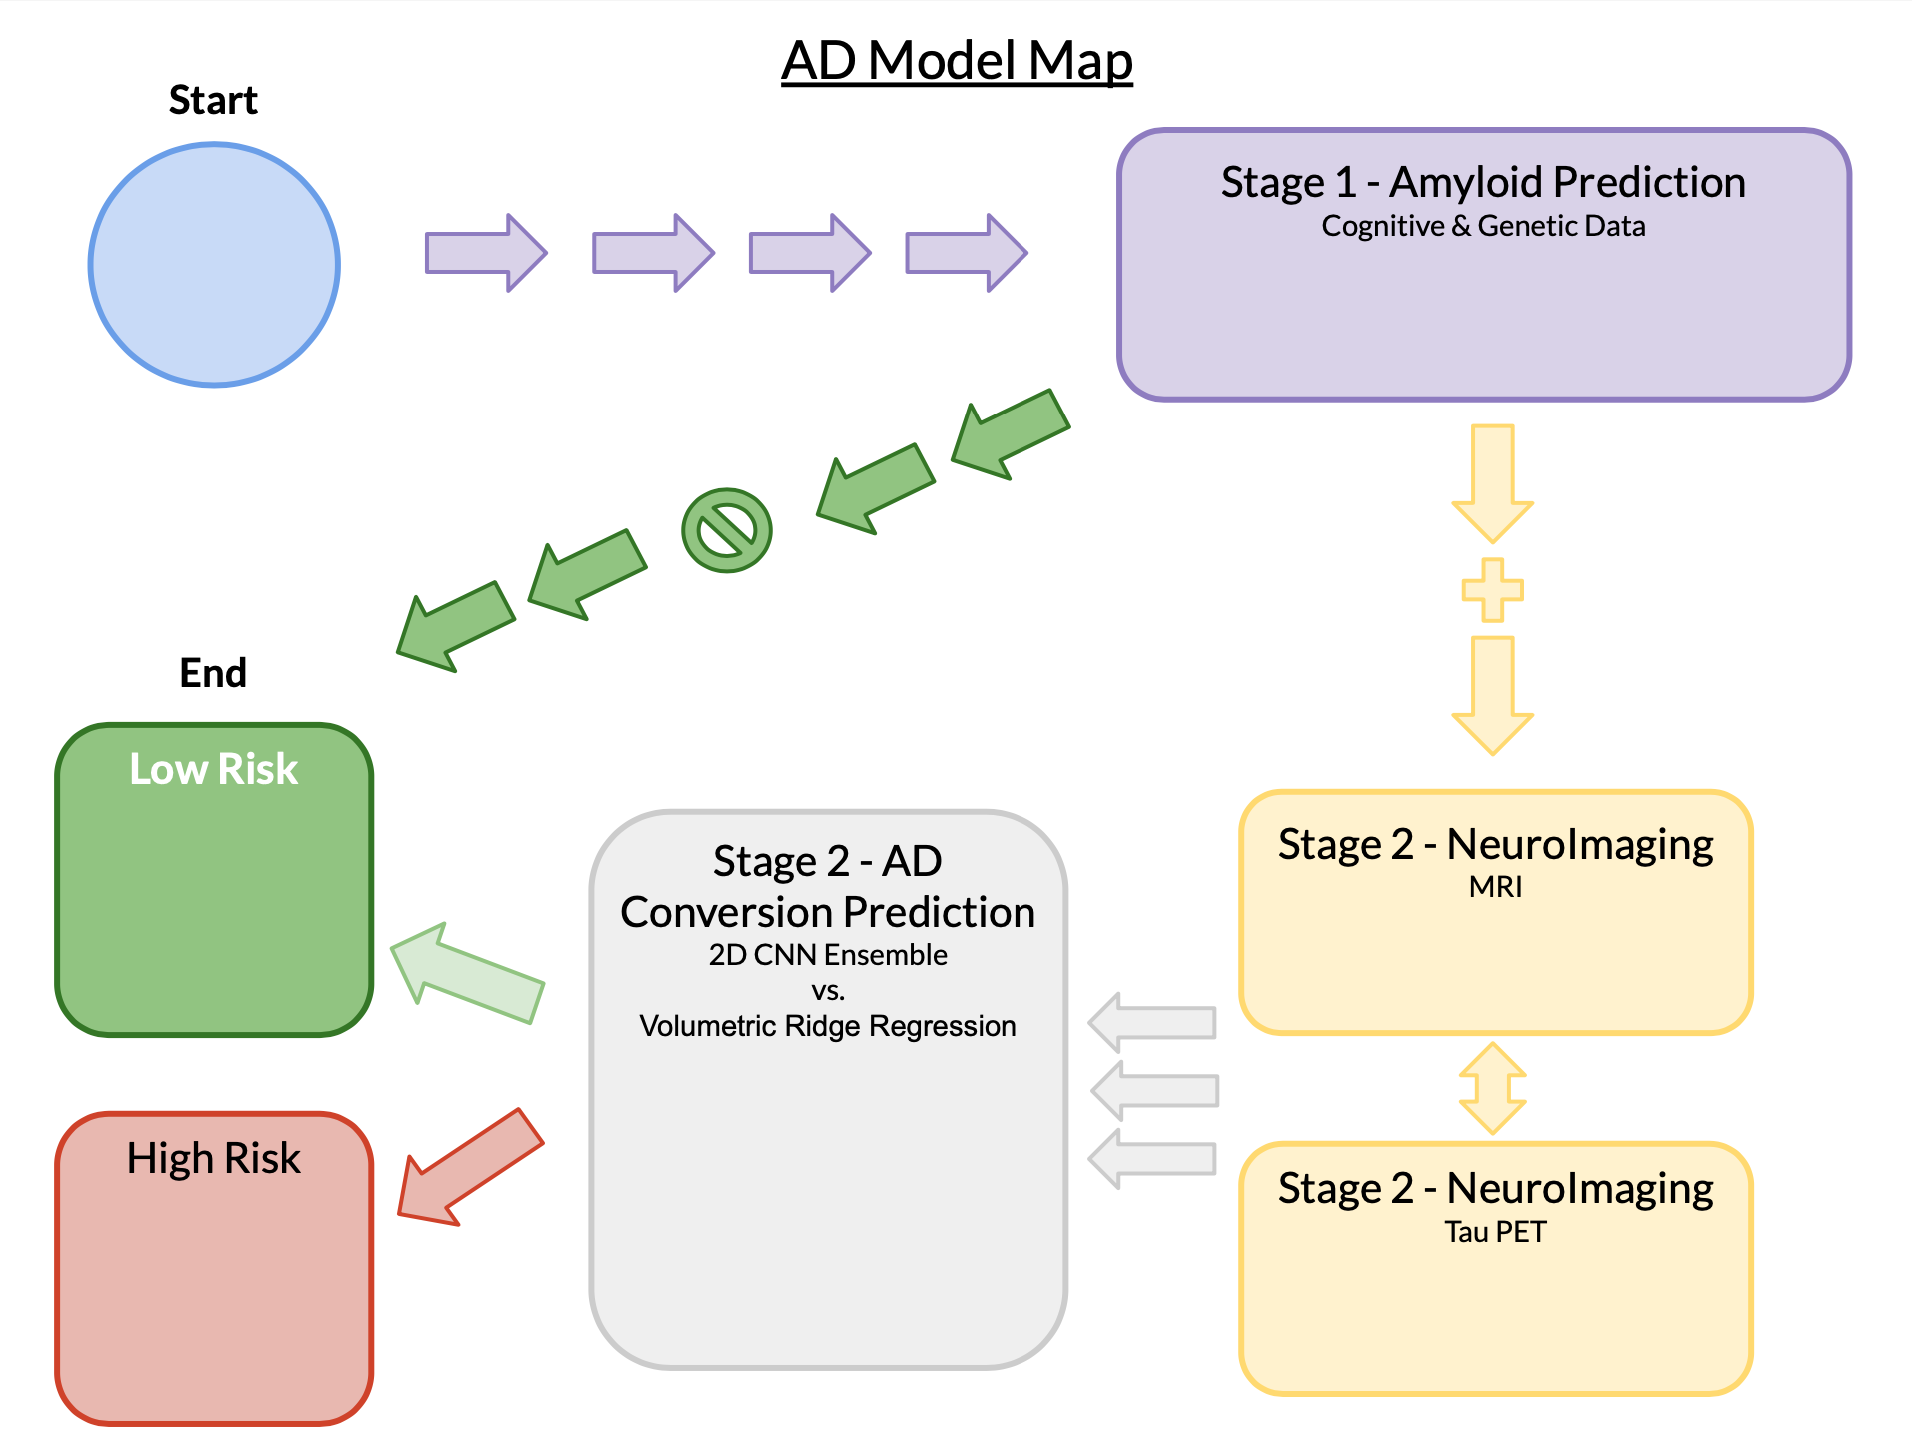 AD Model Map
Start
Stage 1 - Amyloid Prediction
Cognitive & Genetic Data
End
Low Risk
Stage 2 - AD
Conversion Prediction
2D CNN Ensemble
vs.
Volumetric Ridge Regression
Stage 2 - NeuroImaging
MRI
High Risk
Stage 2 - NeuroImaging
Tau PET